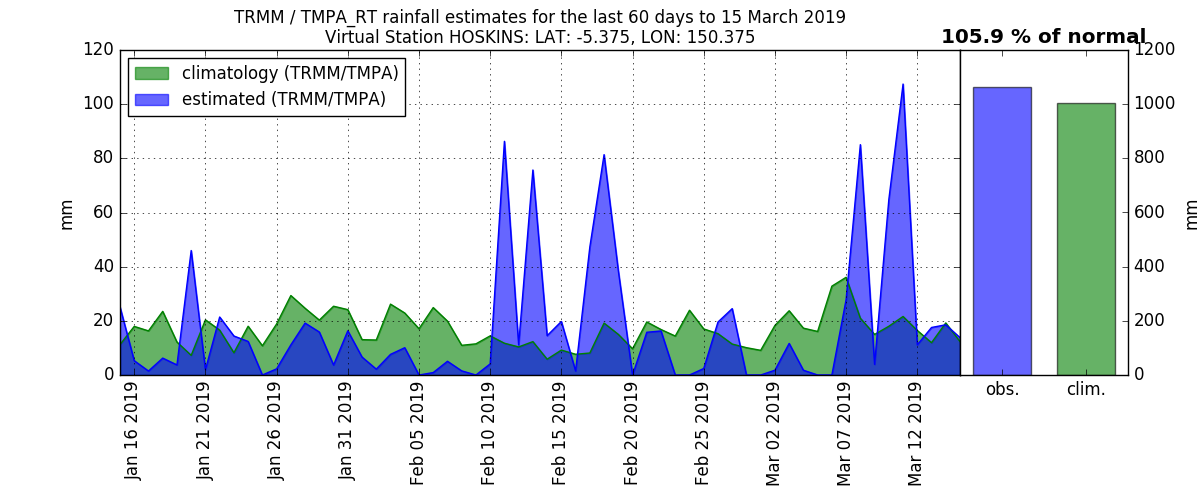 TRMM / TMPA_RT rainfall estimates for the last 60 days to 15 March 2019
Virtual Station HOSKINS: LAT: -5.375, LON: 150.375
105.9 % of normal
climatology (TRMM/TMPA)
estimated (TRMM/TMPA)
mm
120
100
80
60
40
20
0
Jan 16 2019
Jan 21 2019
Jan 26 2019
Jan 31 2019
Feb 05 2019
Feb 10 2019
Feb 15 2019
Feb 20 2019
Feb 25 2019
Mar 02 2019
Mar 07 2019
Mar 12 2019
obs.
clim.
1200
1000
800
600
400
200
0
mm